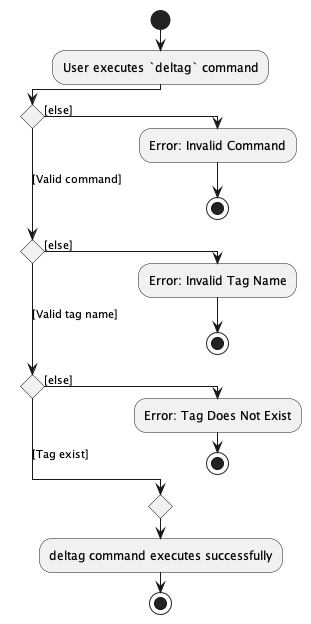 User executes `deltag` command
[else]
Error: Invalid Command
[Valid command]
[else]
Error: Invalid Tag Name
[Valid tag name]
[else]
Error: Tag Does Not Exist
[Tag exist]
deltag command executes successfully